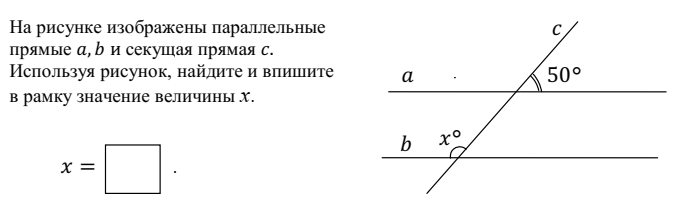 На рисунке изображены параллельные
прямые a, b и секущая прямая c.
Используя рисунок, найдите и впишите
в рамку значение величины x.
x = .
c
a
50°
b
x°